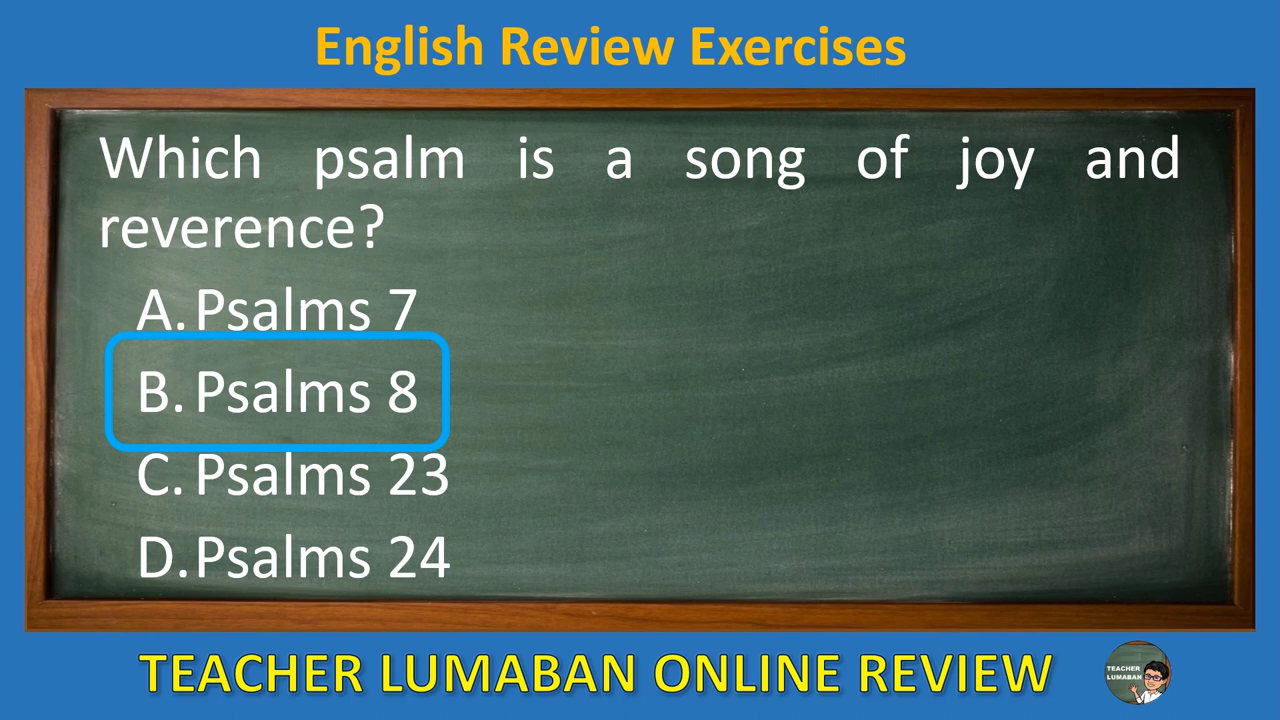 English Review Exercises
Which psalm is a song of joy and
reverence?
A. Psalms 7
B. Psalms 8
C. Psalms 23
D. Psalms 24
TEACHER LUMABAN ONLINE REVIEW
TEACHER
LUMABAN